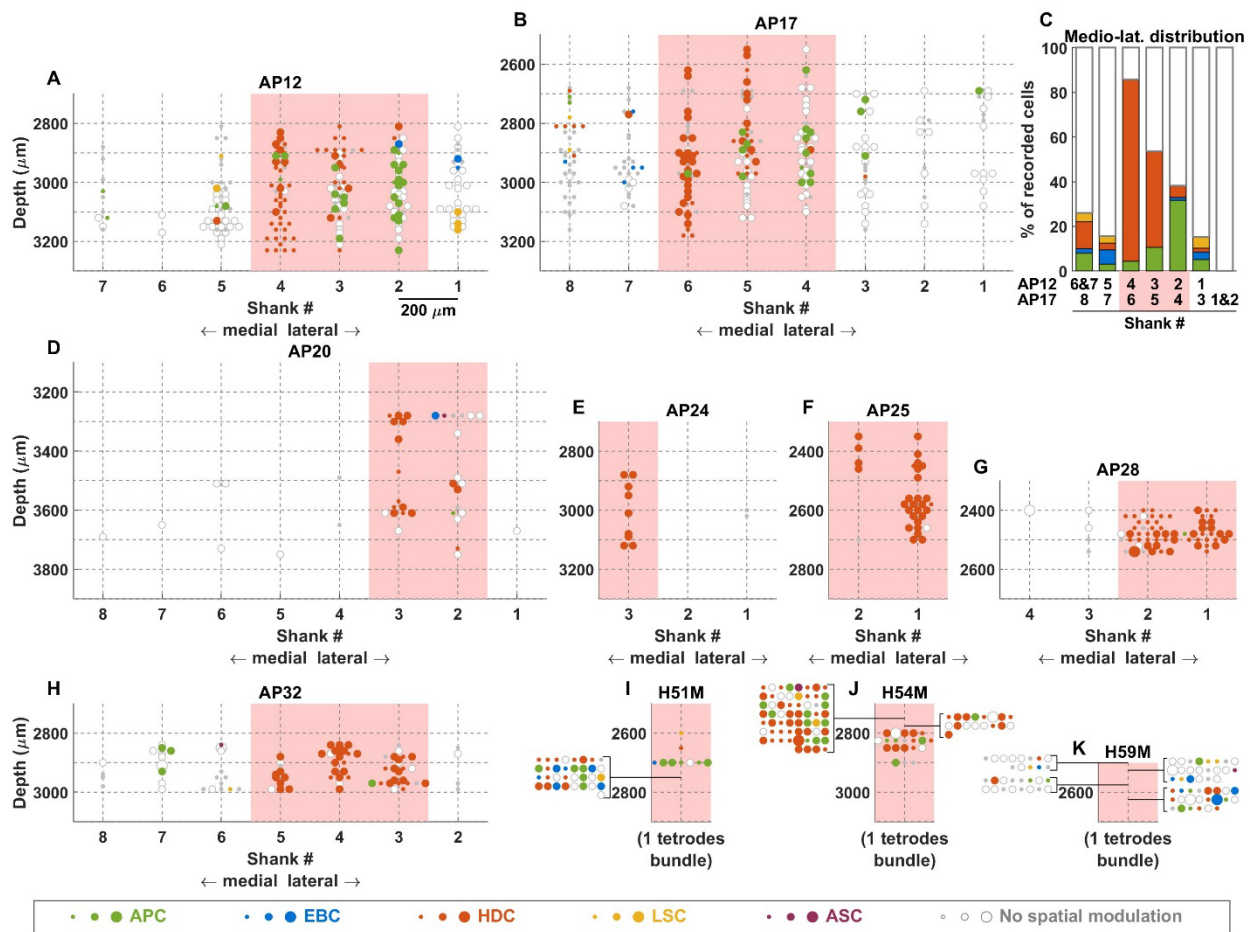 A
AP12
Depth (μm)
2800
3000
3200
7 6 5 4 3 2 1
200 μm
Shank #
← medial lateral →
B
AP17
2600
2800
3000
3200
8 7 6 5 4 3 2 1
Shank #
← medial lateral →
C
Medio-lat. distribution
% of recorded cells
100
80
60
40
20
0
AP12 6&7 5 4 3 2 1
AP17 8 7 6 5 4 3 1&2
Shank #
D
AP20
Depth (μm)
3200
3400
3600
3800
8 7 6 5 4 3 2 1
Shank #
← medial lateral →
E
AP24
2800
3000
3200
3 2 1
Shank #
← medial lateral →
F
AP25
2400
2600
2800
2 1
Shank #
← medial lateral →
G
AP28
2400
2600
4 3 2 1
Shank #
← medial lateral →
H
AP32
Depth (μm)
2800
3000
8 7 6 5 4 3 2
Shank #
← medial lateral →
I
H51M
2600
2800
(1 tetrodes
bundle)
J
H54M
2800
3000
(1 tetrodes
bundle)
K
H59M
2600
(1 tetrodes
bundle)
APC EBC HDC LSC ASC No spatial modulation